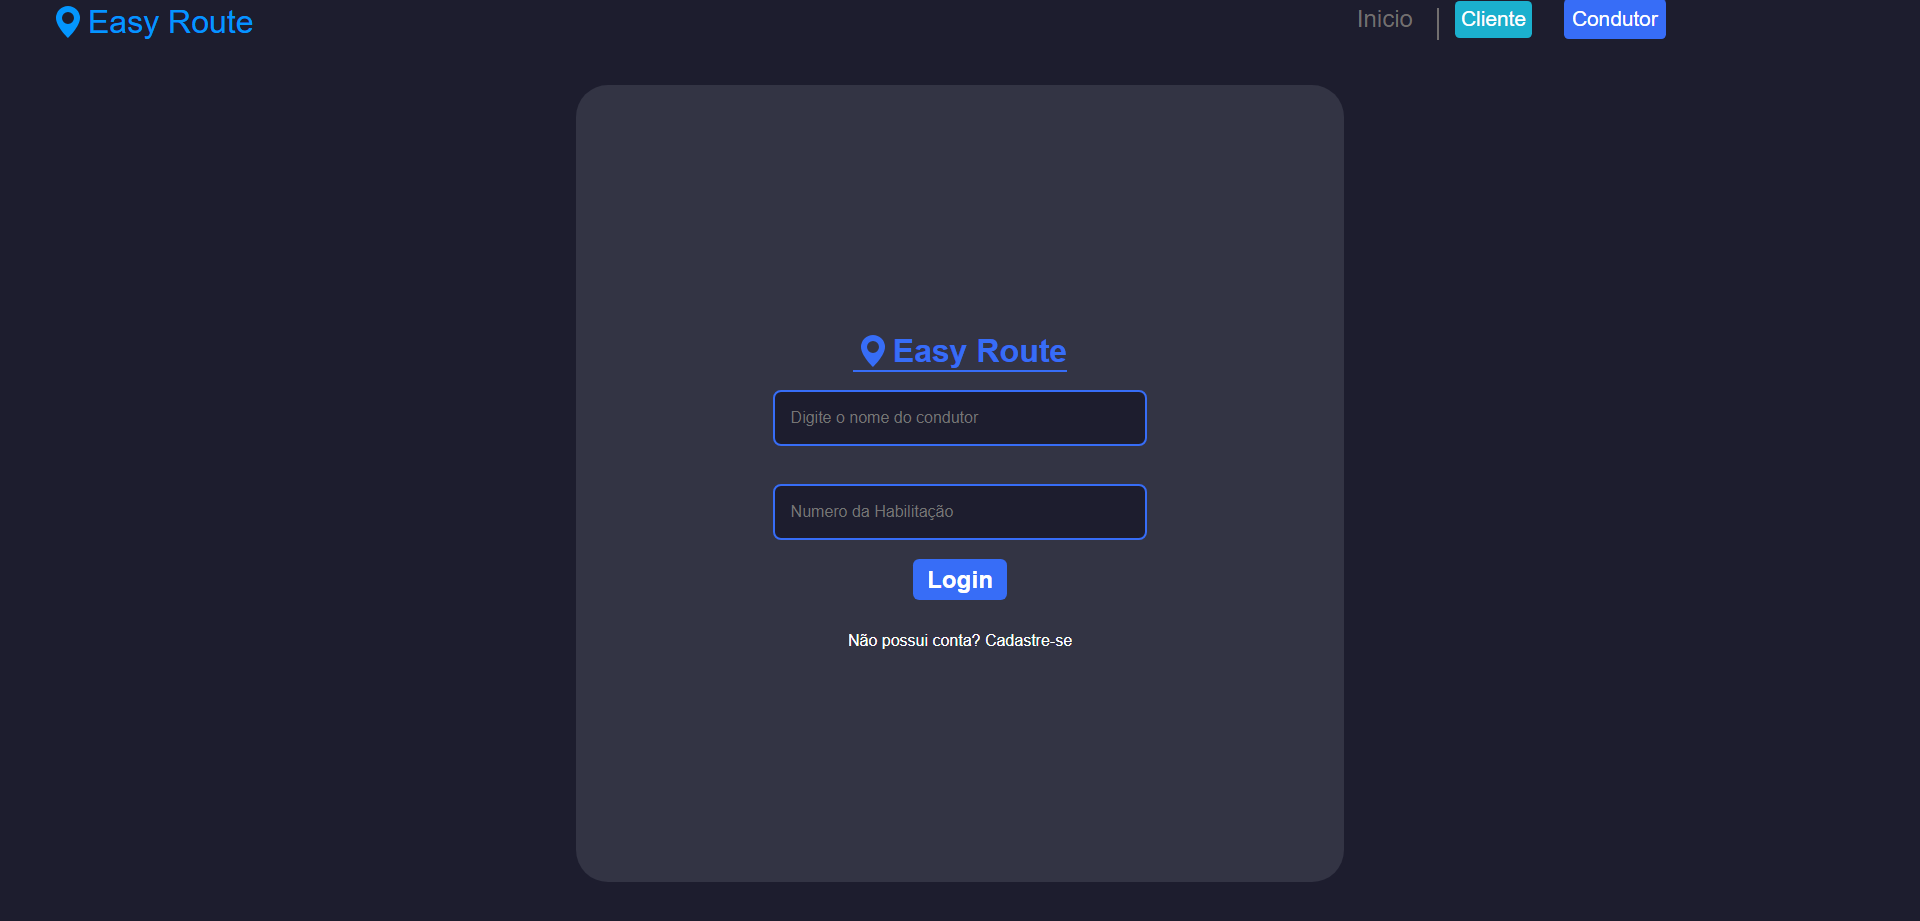 Easy Route
Inicio
Cliente
Condutor
Easy Route
Digite o nome do condutor
Numero da Habilitação
Login
Não possui conta? Cadastre-se